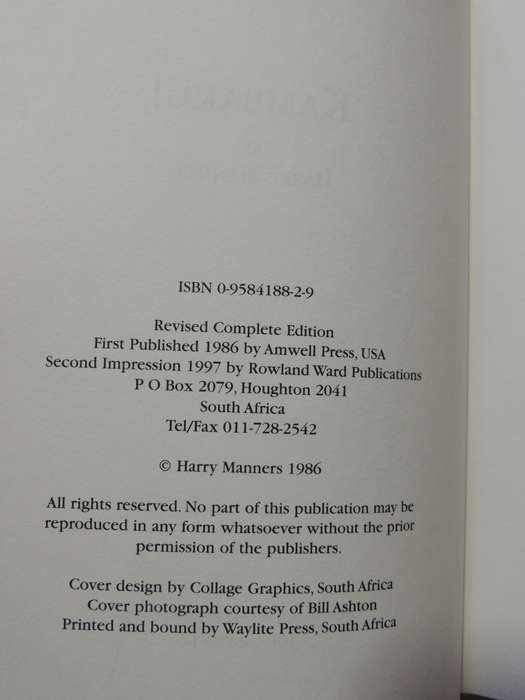 ISBN 0-9584188-2-9
Revised Complete Edition
First Published 1986 by Amwell Press, USA
Second Impression 1997 by Rowland Ward Publications
P O Box 2079, Houghton 2041
South Africa
Tel/Fax 011-728-2542
© Harry Manners 1986
All rights reserved. No part of this publication may be
reproduced in any form whatsoever without the prior
permission of the publishers.
Cover design by Collage Graphics, South Africa
Cover photograph courtesy of Bill Ashton
Printed and bound by Waylite Press, South Africa